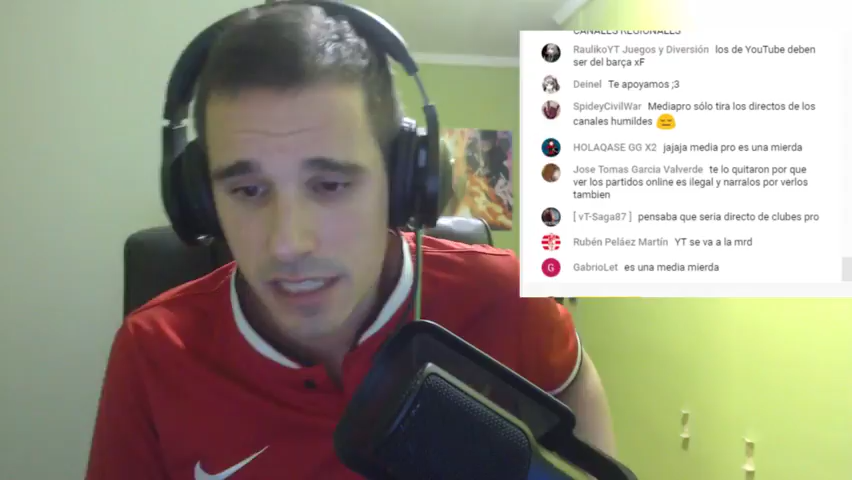 CANALES REGIONALES
RaulikoYT Juegos y Diversión los de YouTube deben
ser del barça xF
Deinel Te apoyamos ;3
SpideyCivilWar Mediapro sólo tira los directos de los
canales humildes
HOLAQASE GG X2 jajaja media pro es una mierda
Jose Tomas Garcia Valverde te lo quitaron por que
ver los partidos online es ilegal y narralos por verlos
tambien
[ vT-Saga87 ] pensaba que seria directo de clubes pro
Rubén Peláez Martín YT se va a la mrd
G GabrioLet es una media mierda